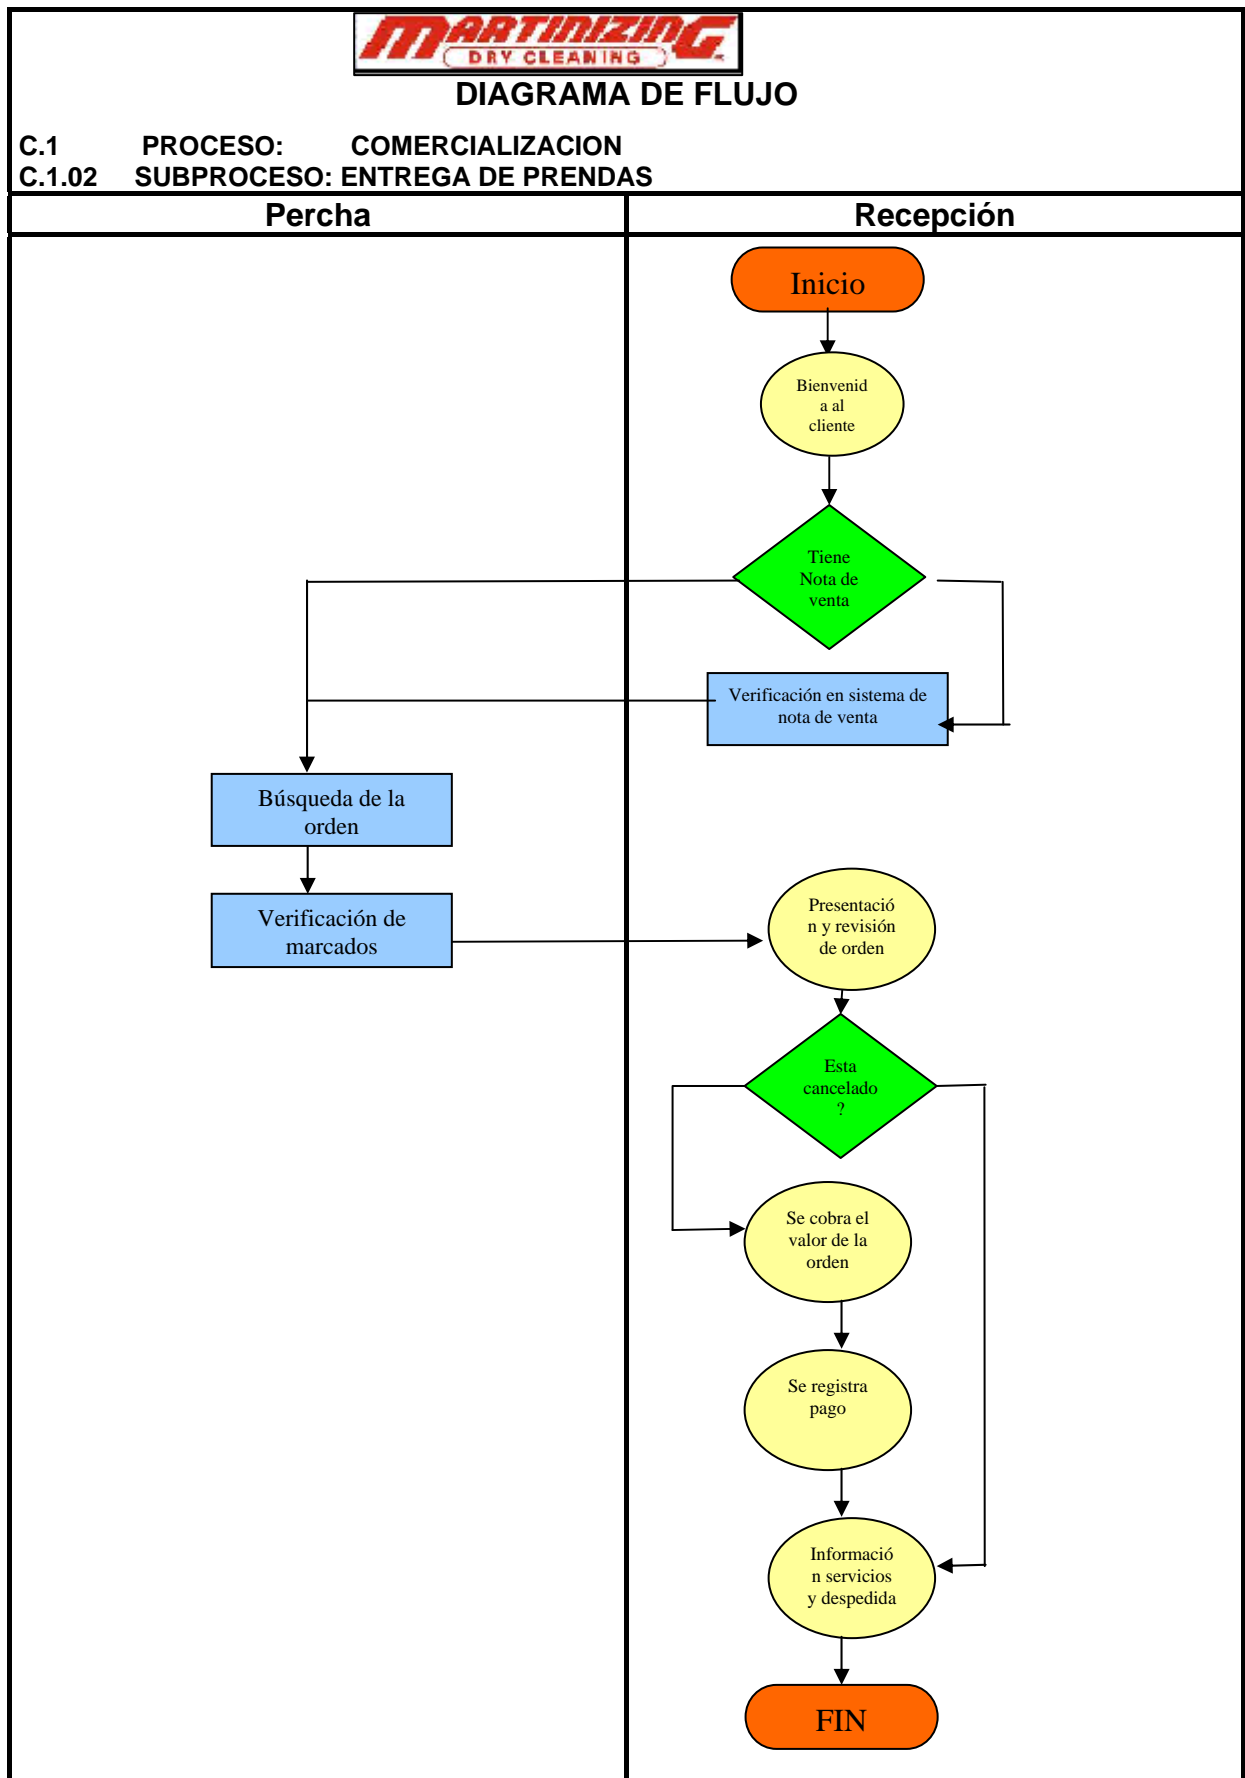 MARTINIZING
DRY CLEANING
DIAGRAMA DE FLUJO
C.1 PROCESO: COMERCIALIZACION
C.1.02 SUBPROCESO: ENTREGA DE PRENDAS
Percha
Recepción
Inicio
Bienvenid
a al
cliente
Tiene
Nota de
venta
Verificación en sistema de
nota de venta
Búsqueda de la
orden
Verificación de
marcados
Presentació
n y revisión
de orden
Esta
cancelado
?
Se cobra el
valor de la
orden
Se registra
pago
Informació
n servicios
y despedida
FIN